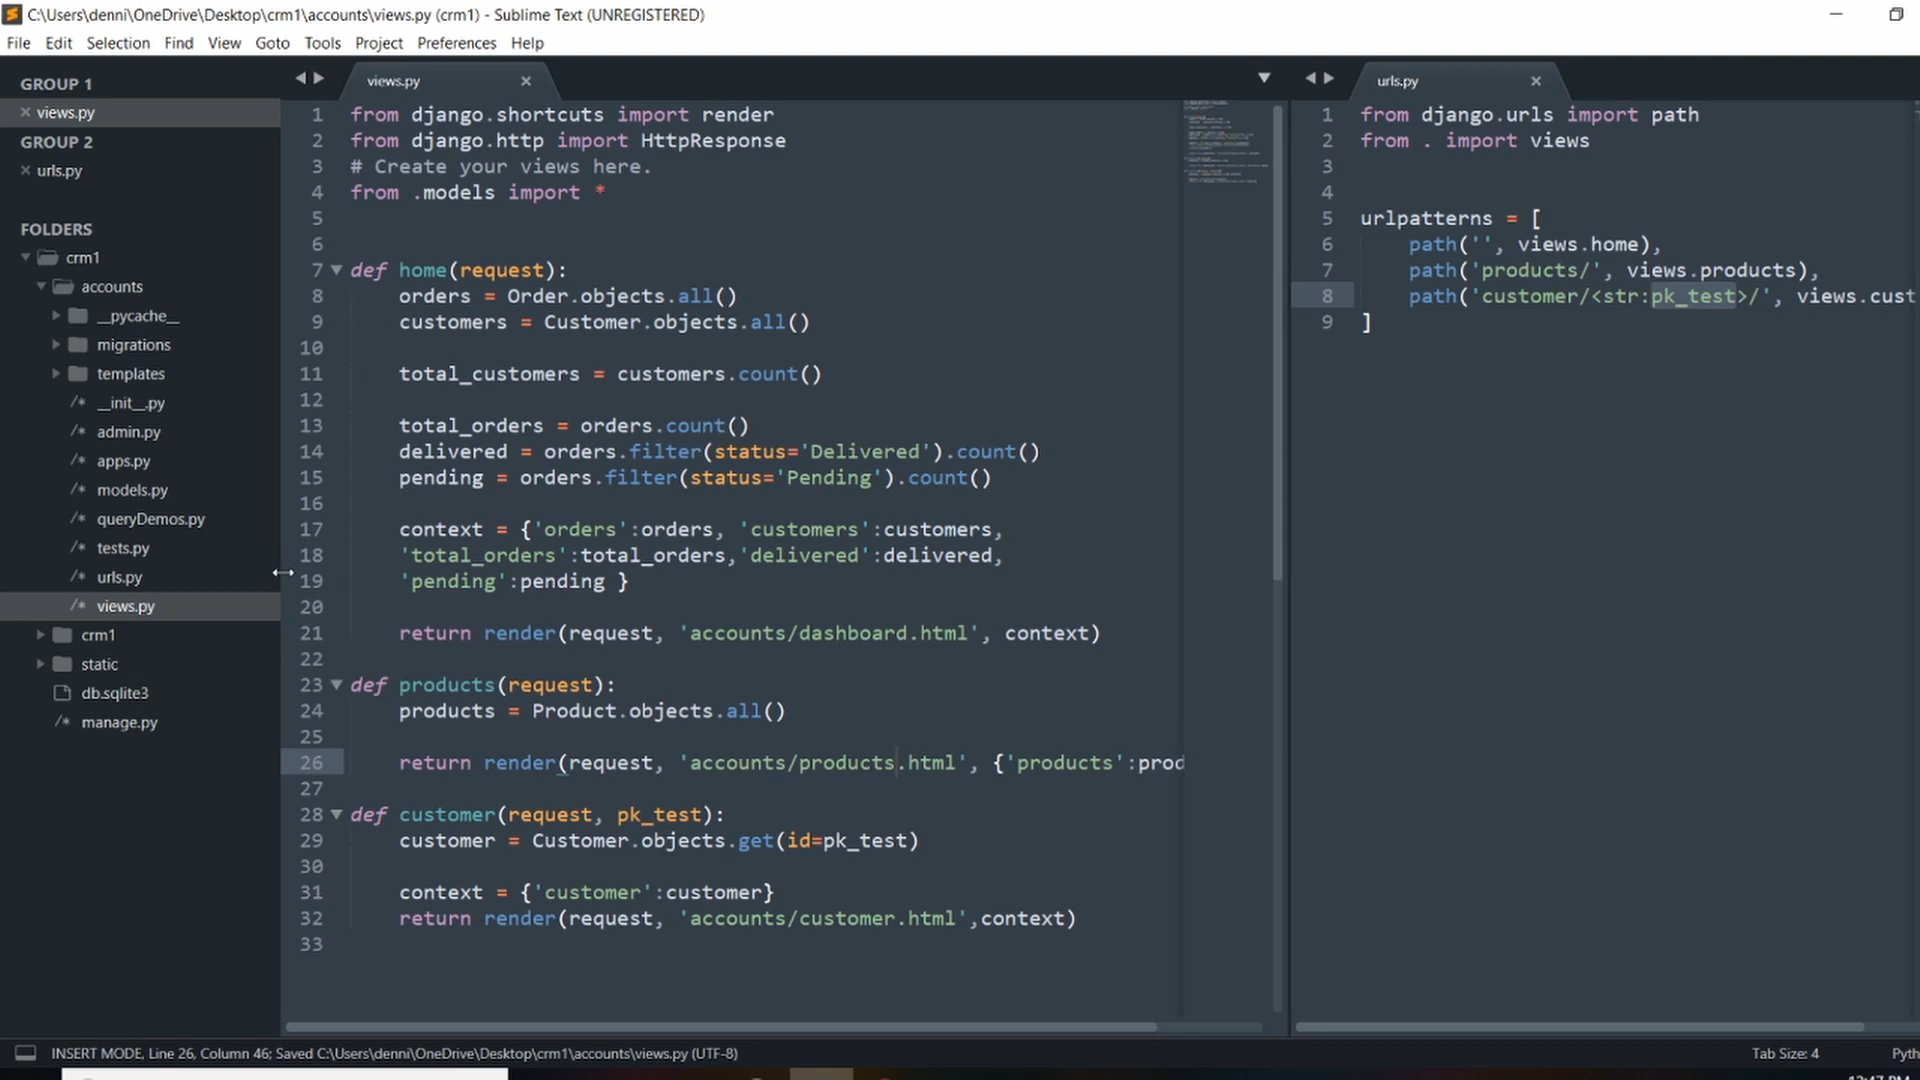 C:\Users\denni\OneDrive\Desktop\crm1\accounts\views.py (crm1) - Sublime Text (UNREGISTERED)
File Edit Selection Find View Goto Tools Project Preferences Help
GROUP 1
views.py
GROUP 2
urls.py
FOLDERS
crm1
accounts
__pycache__
migrations
templates
/* __init__.py
/* admin.py
/* apps.py
/* models.py
/* queryDemos.py
/* tests.py
/* urls.py
/* views.py
crm1
static
db.sqlite3
/* manage.py
views.py
1 from django.shortcuts import render
2 from django.http import HttpResponse
3 # Create your views here.
4 from .models import *
5
6
7 def home(request):
8 orders = Order.objects.all()
9 customers = Customer.objects.all()
10
11 total_customers = customers.count()
12
13 total_orders = orders.count()
14 delivered = orders.filter(status='Delivered').count()
15 pending = orders.filter(status='Pending').count()
16
17 context = {'orders':orders, 'customers':customers,
18 'total_orders':total_orders,'delivered':delivered,
19 'pending':pending }
20
21 return render(request, 'accounts/dashboard.html', context)
22
23 def products(request):
24 products = Product.objects.all()
25
26 return render(request, 'accounts/products.html', {'products':prod
27
28 def customer(request, pk_test):
29 customer = Customer.objects.get(id=pk_test)
30
31 context = {'customer':customer}
32 return render(request, 'accounts/customer.html',context)
33
urls.py
1 from django.urls import path
2 from . import views
3
4
5 urlpatterns = [
6 path('', views.home),
7 path('products/', views.products),
8 path('customer/<str:pk_test>/', views.cust
9 ]
INSERT MODE, Line 26, Column 46; Saved C:\Users\denni\OneDrive\Desktop\crm1\accounts\views.py (UTF-8)
Tab Size: 4
Pyth